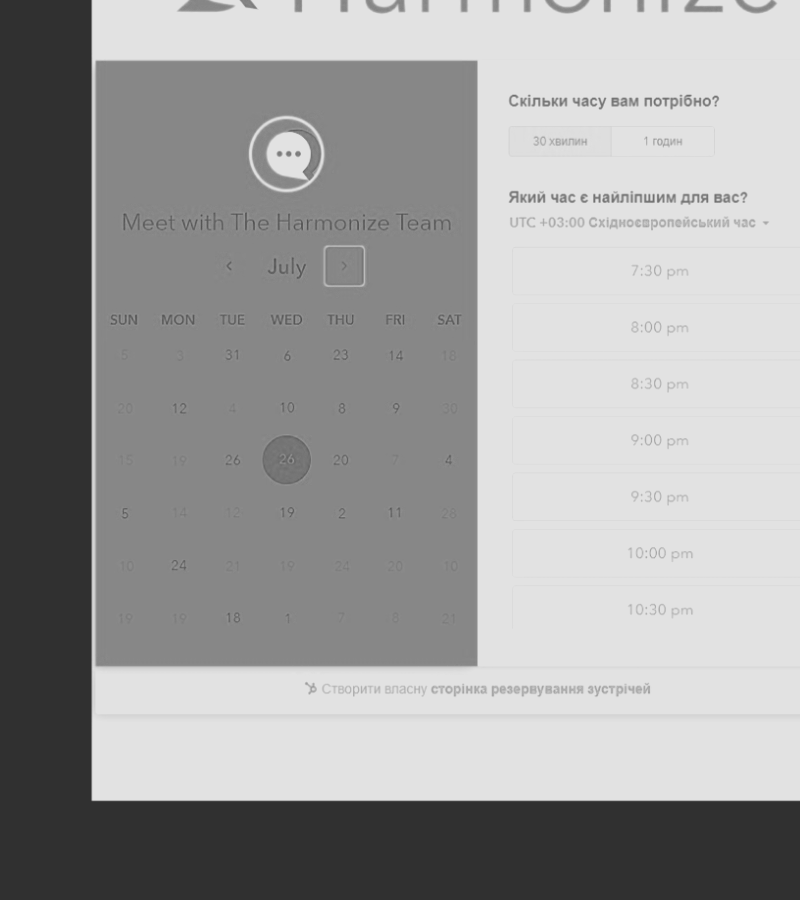 Harmonize
Meet with The Harmonize Team
July
SUN MON TUE WED THU FRI SAT
5 3 31 6 23 14 18
20 12 4 10 8 9 30
15 19 26 26 20 7 4
5 14 12 19 2 11 28
10 24 21 19 24 20 10
19 19 18 1 7 8 21
Скільки часу вам потрібно?
30 хвилин 1 годин
Який час є найліпшим для вас?
UTC +03:00 Східноєвропейський час
7:30 pm
8:00 pm
8:30 pm
9:00 pm
9:30 pm
10:00 pm
10:30 pm
Створити власну сторінка резервування зустрічей